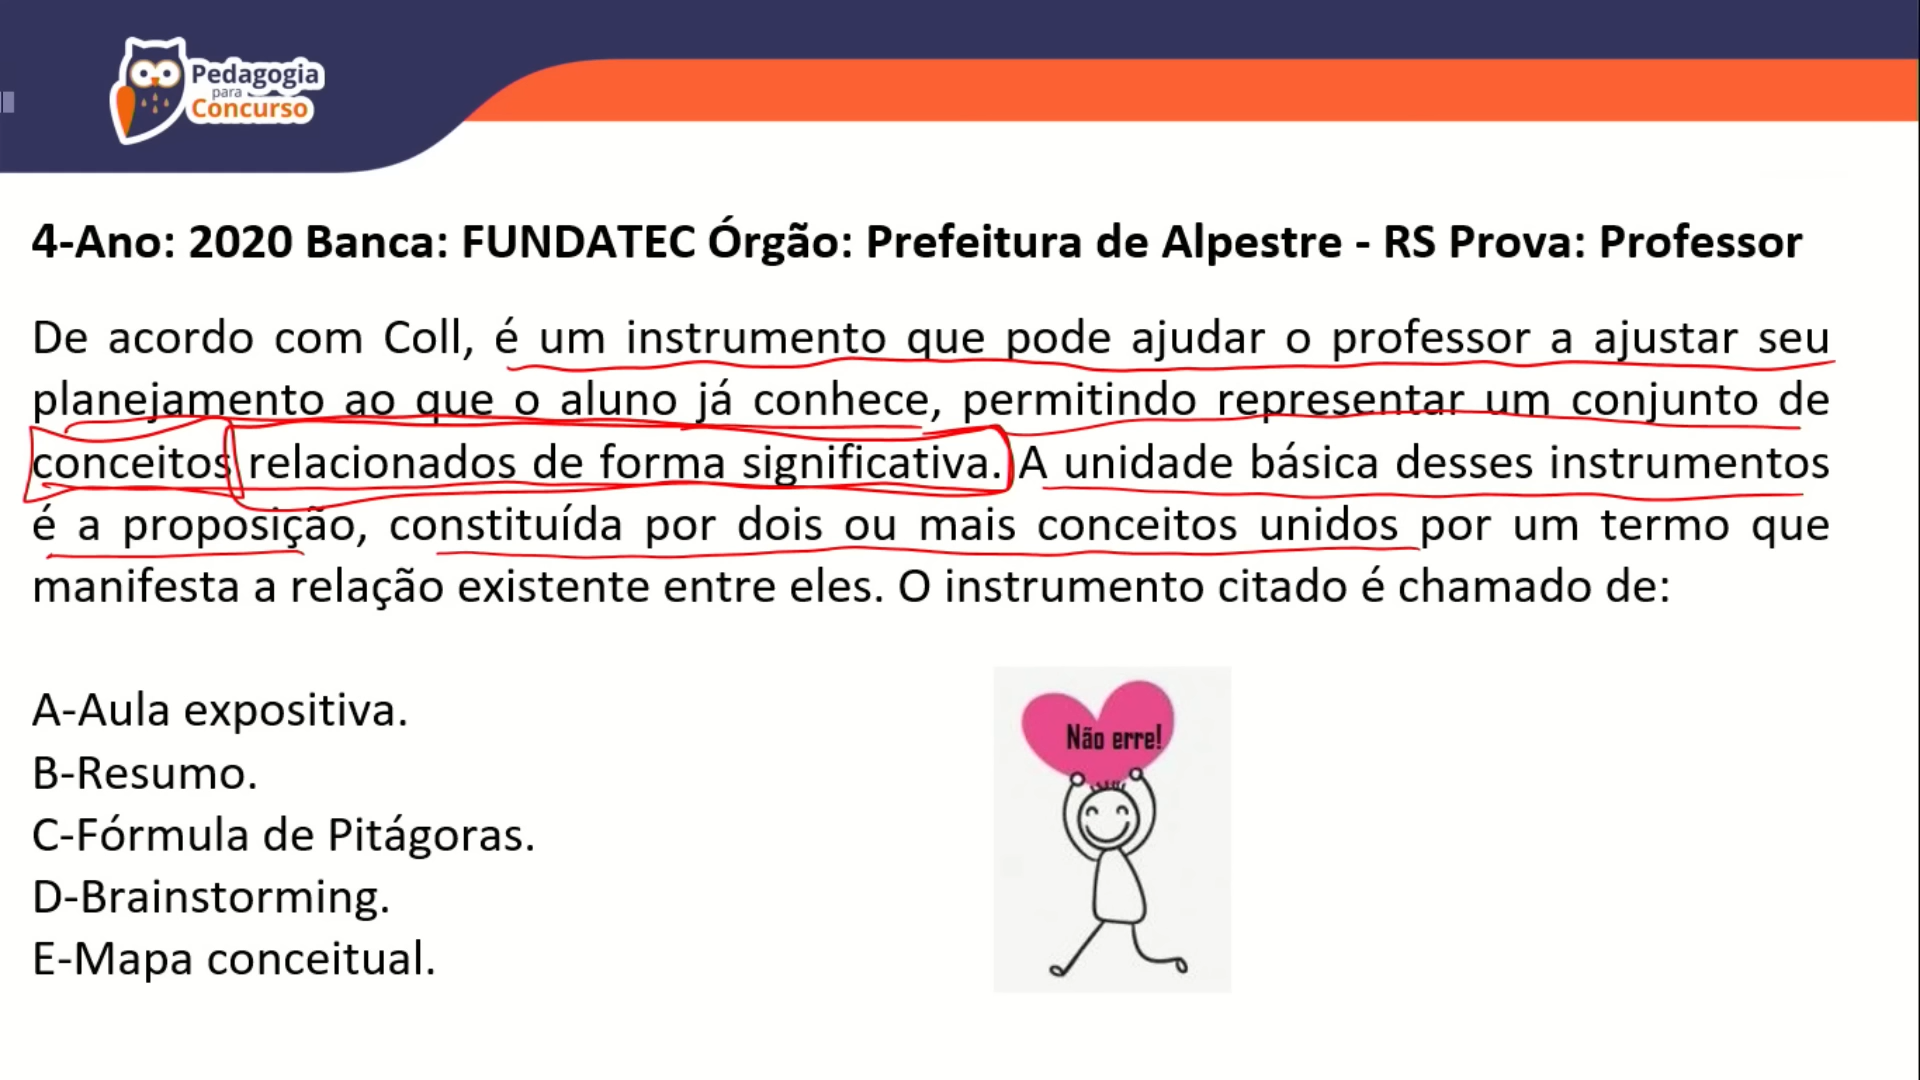 Pedagogia
para
Concurso
4-Ano: 2020 Banca: FUNDATEC Órgão: Prefeitura de Alpestre - RS Prova: Professor
De acordo com Coll, é um instrumento que pode ajudar o professor a ajustar seu
planejamento ao que o aluno já conhece, permitindo representar um conjunto de
conceitos relacionados de forma significativa. A unidade básica desses instrumentos
é a proposição, constituída por dois ou mais conceitos unidos por um termo que
manifesta a relação existente entre eles. O instrumento citado é chamado de:
A-Aula expositiva.
B-Resumo.
C-Fórmula de Pitágoras.
D-Brainstorming.
E-Mapa conceitual.
Não erre!